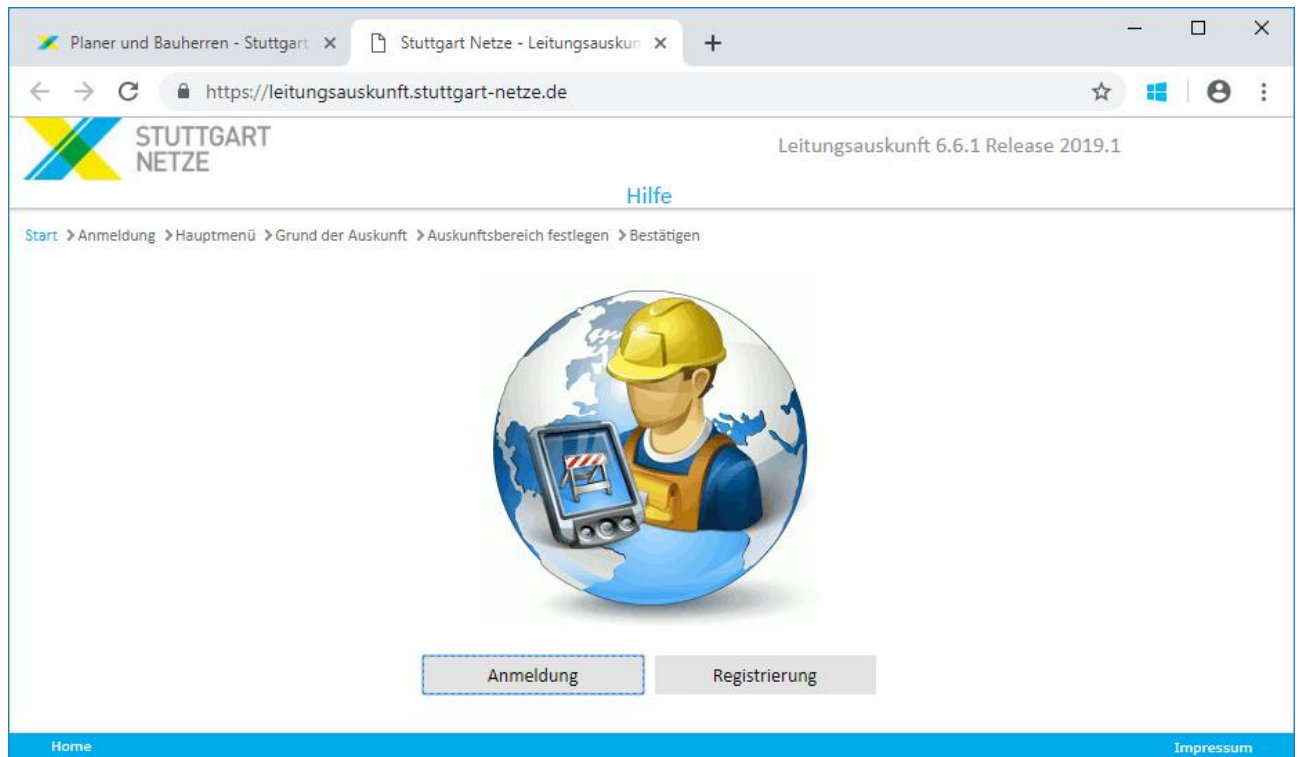 Planer und Bauherren - Stuttgart
Stuttgart Netze - Leitungsauskun
https://leitungsauskunft.stuttgart-netze.de
STUTTGART
NETZE
Leitungsauskunft 6.6.1 Release 2019.1
Hilfe
Start > Anmeldung > Hauptmenü > Grund der Auskunft > Auskunftsbereich festlegen > Bestätigen
Anmeldung Registrierung
Home Impressum